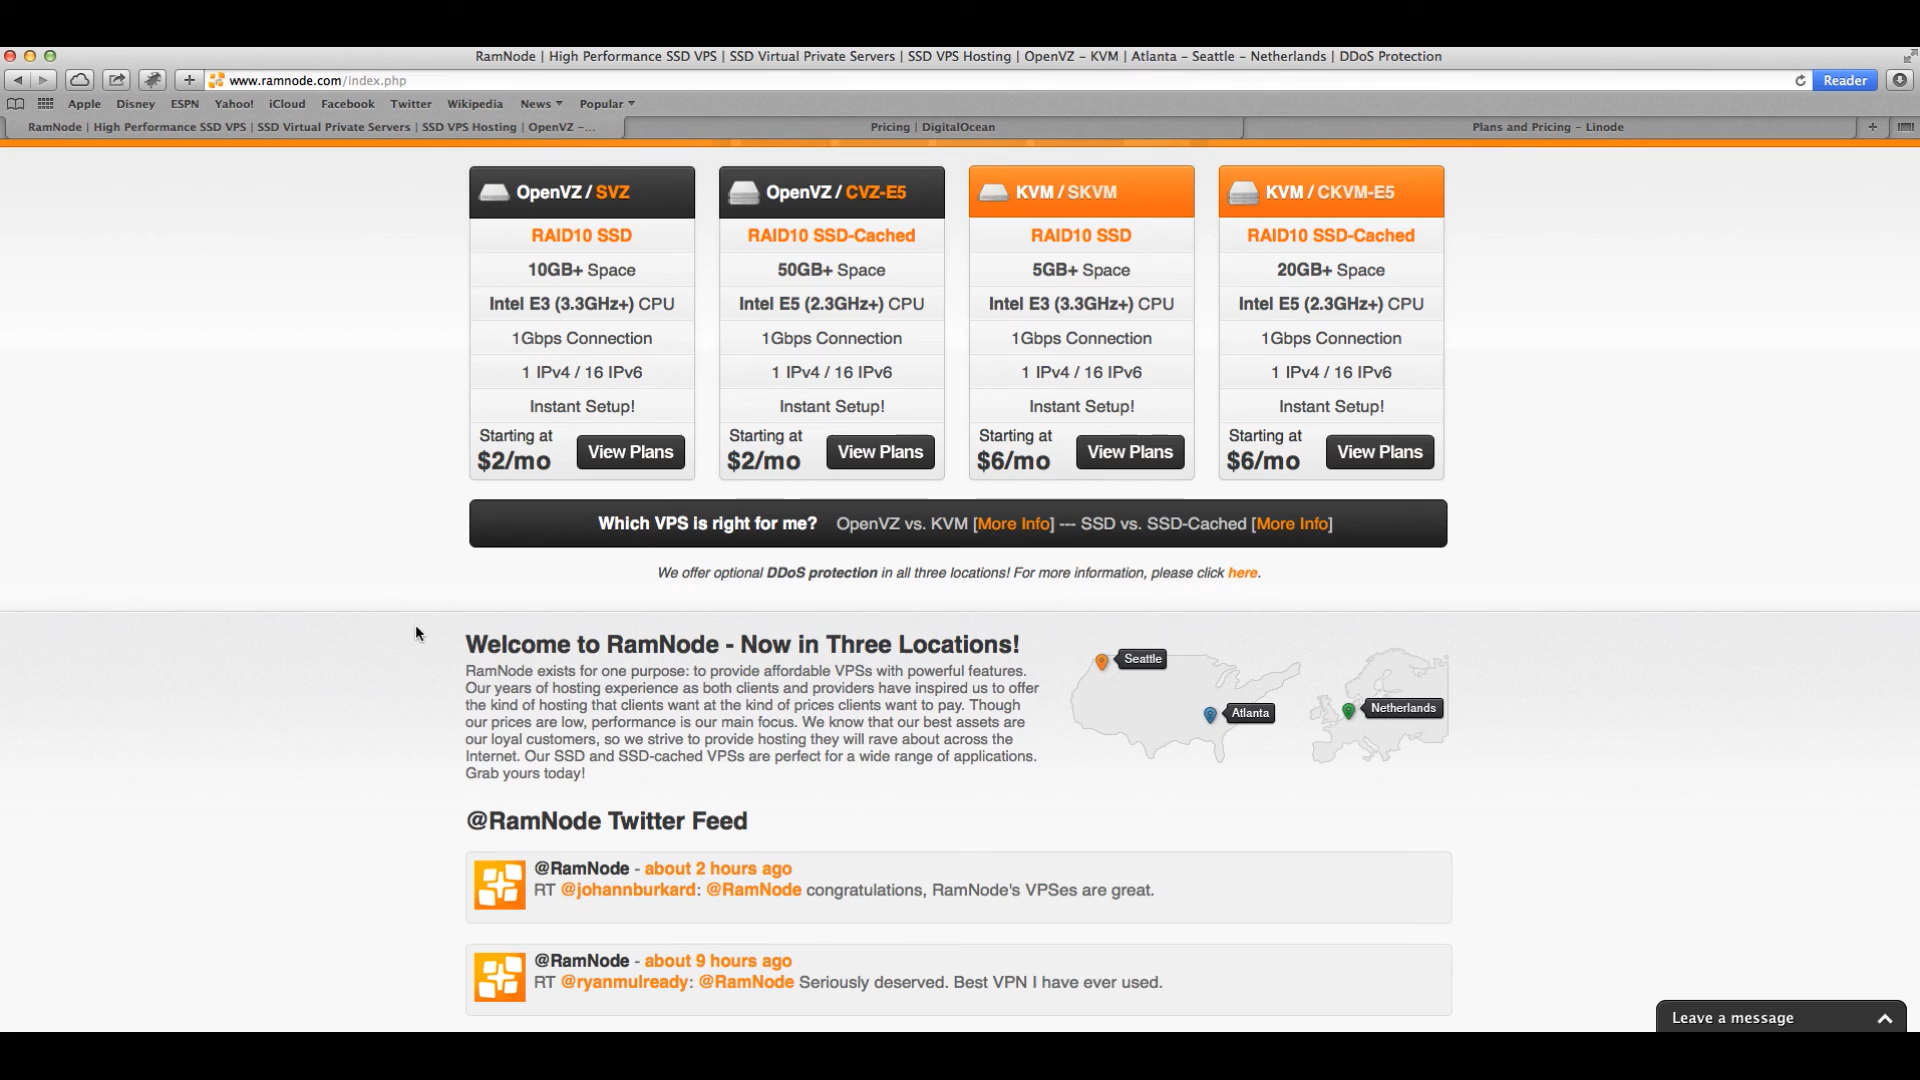 RamNode | High Performance SSD VPS | SSD Virtual Private Servers | SSD VPS Hosting | OpenVZ – KVM | Atlanta – Seattle – Netherlands | DDoS Protection
www.ramnode.com/index.php
Reader
Apple Disney ESPN Yahoo! iCloud Facebook Twitter Wikipedia News Popular
RamNode | High Performance SSD VPS | SSD Virtual Private Servers | SSD VPS Hosting | OpenVZ –...
Pricing | DigitalOcean
Plans and Pricing – Linode
OpenVZ / SVZ
RAID10 SSD
10GB+ Space
Intel E3 (3.3GHz+) CPU
1Gbps Connection
1 IPv4 / 16 IPv6
Instant Setup!
Starting at
$2/mo
View Plans
OpenVZ / CVZ-E5
RAID10 SSD-Cached
50GB+ Space
Intel E5 (2.3GHz+) CPU
1Gbps Connection
1 IPv4 / 16 IPv6
Instant Setup!
Starting at
$2/mo
View Plans
KVM / SKVM
RAID10 SSD
5GB+ Space
Intel E3 (3.3GHz+) CPU
1Gbps Connection
1 IPv4 / 16 IPv6
Instant Setup!
Starting at
$6/mo
View Plans
KVM / CKVM-E5
RAID10 SSD-Cached
20GB+ Space
Intel E5 (2.3GHz+) CPU
1Gbps Connection
1 IPv4 / 16 IPv6
Instant Setup!
Starting at
$6/mo
View Plans
Which VPS is right for me? OpenVZ vs. KVM [More Info] --- SSD vs. SSD-Cached [More Info]
We offer optional DDoS protection in all three locations! For more information, please click here.
Welcome to RamNode - Now in Three Locations!
RamNode exists for one purpose: to provide affordable VPSs with powerful features.
Our years of hosting experience as both clients and providers have inspired us to offer
the kind of hosting that clients want at the kind of prices clients want to pay. Though
our prices are low, performance is our main focus. We know that our best assets are
our loyal customers, so we strive to provide hosting they will rave about across the
Internet. Our SSD and SSD-cached VPSs are perfect for a wide range of applications.
Grab yours today!
Seattle
Atlanta
Netherlands
@RamNode Twitter Feed
@RamNode - about 2 hours ago
RT @johannburkard: @RamNode congratulations, RamNode's VPSes are great.
@RamNode - about 9 hours ago
RT @ryanmulready: @RamNode Seriously deserved. Best VPN I have ever used.
Leave a message